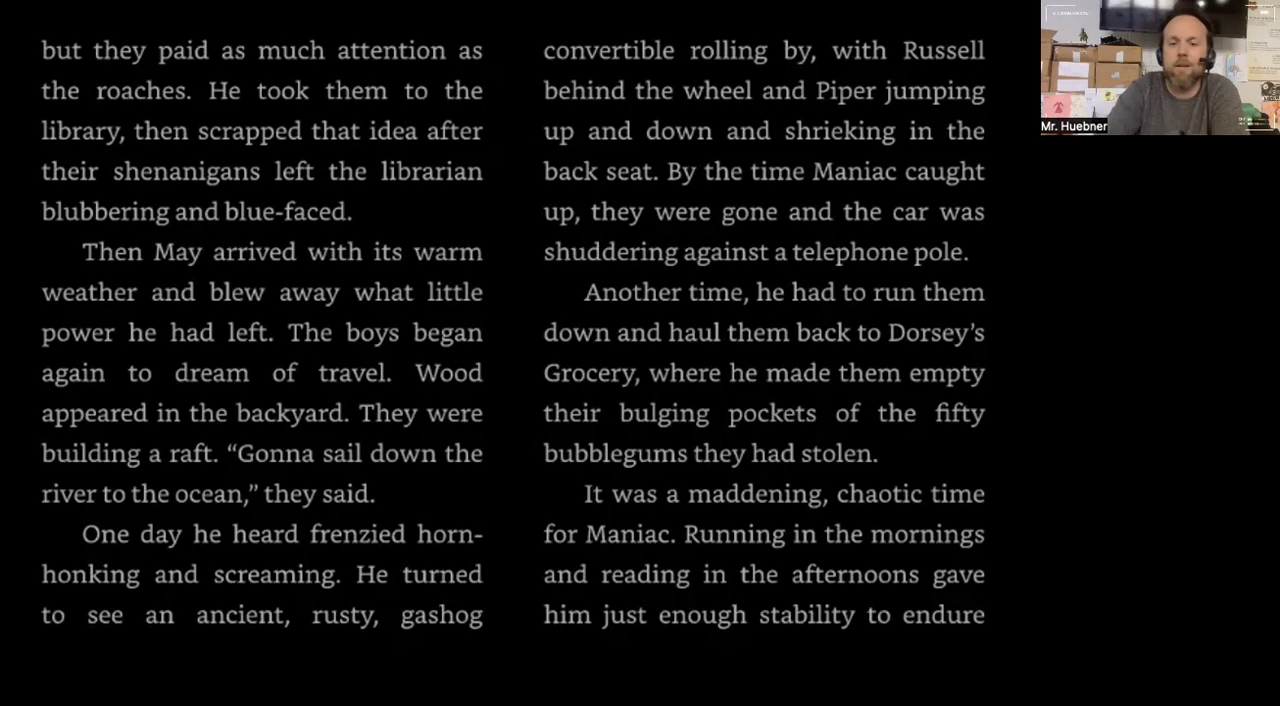 but they paid as much attention as
the roaches. He took them to the
library, then scrapped that idea after
their shenanigans left the librarian
blubbering and blue-faced.
Then May arrived with its warm
weather and blew away what little
power he had left. The boys began
again to dream of travel. Wood
appeared in the backyard. They were
building a raft. “Gonna sail down the
river to the ocean,” they said.
One day he heard frenzied horn-
honking and screaming. He turned
to see an ancient, rusty, gashog
convertible rolling by, with Russell
behind the wheel and Piper jumping
up and down and shrieking in the
back seat. By the time Maniac caught
up, they were gone and the car was
shuddering against a telephone pole.
Another time, he had to run them
down and haul them back to Dorsey’s
Grocery, where he made them empty
their bulging pockets of the fifty
bubblegums they had stolen.
It was a maddening, chaotic time
for Maniac. Running in the mornings
and reading in the afternoons gave
him just enough stability to endure
Mr. Huebner